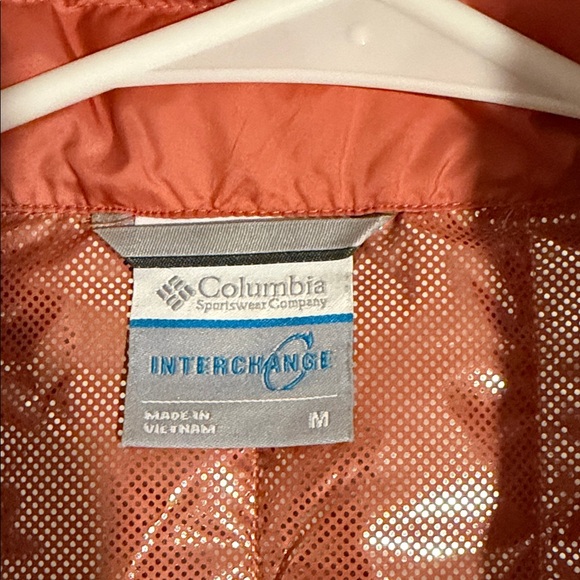 Columbia
Sportswear Company
INTERCHANGE
MADE IN
VIETNAM
M